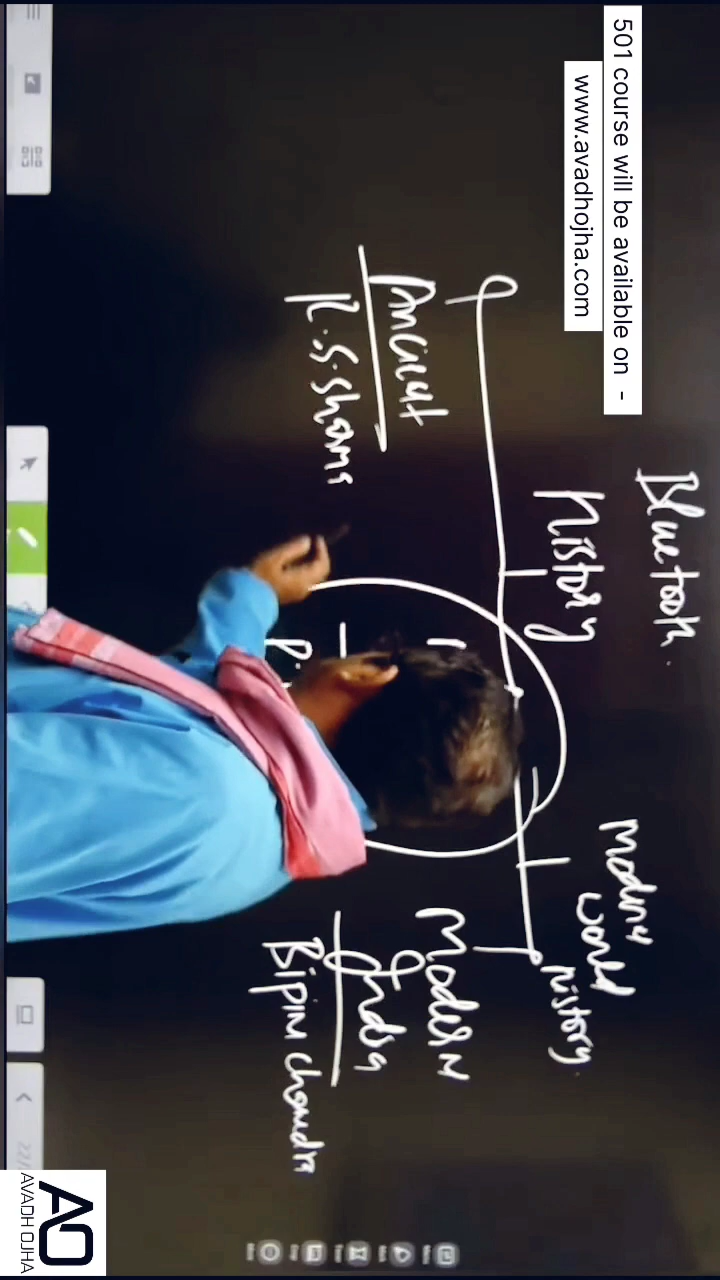 501 course will be available on -
www.avadhojha.com
Bluetooth.
History
Modern
World
History.
Ancient
R.S. Sharma
Modern
India
Bipin Chandra
AO
AVADH OJHA